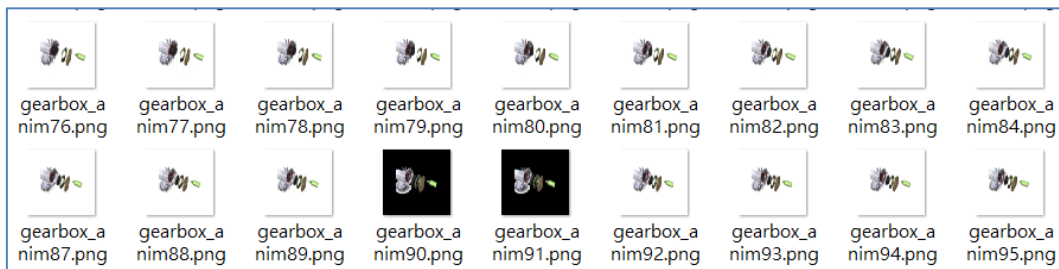 gearbox_a gearbox_a gearbox_a gearbox_a gearbox_a gearbox_a gearbox_a gearbox_a gearbox_a
nim76.png nim77.png nim78.png nim79.png nim80.png nim81.png nim82.png nim83.png nim84.png
gearbox_a gearbox_a gearbox_a gearbox_a gearbox_a gearbox_a gearbox_a gearbox_a gearbox_a
nim87.png nim88.png nim89.png nim90.png nim91.png nim92.png nim93.png nim94.png nim95.png